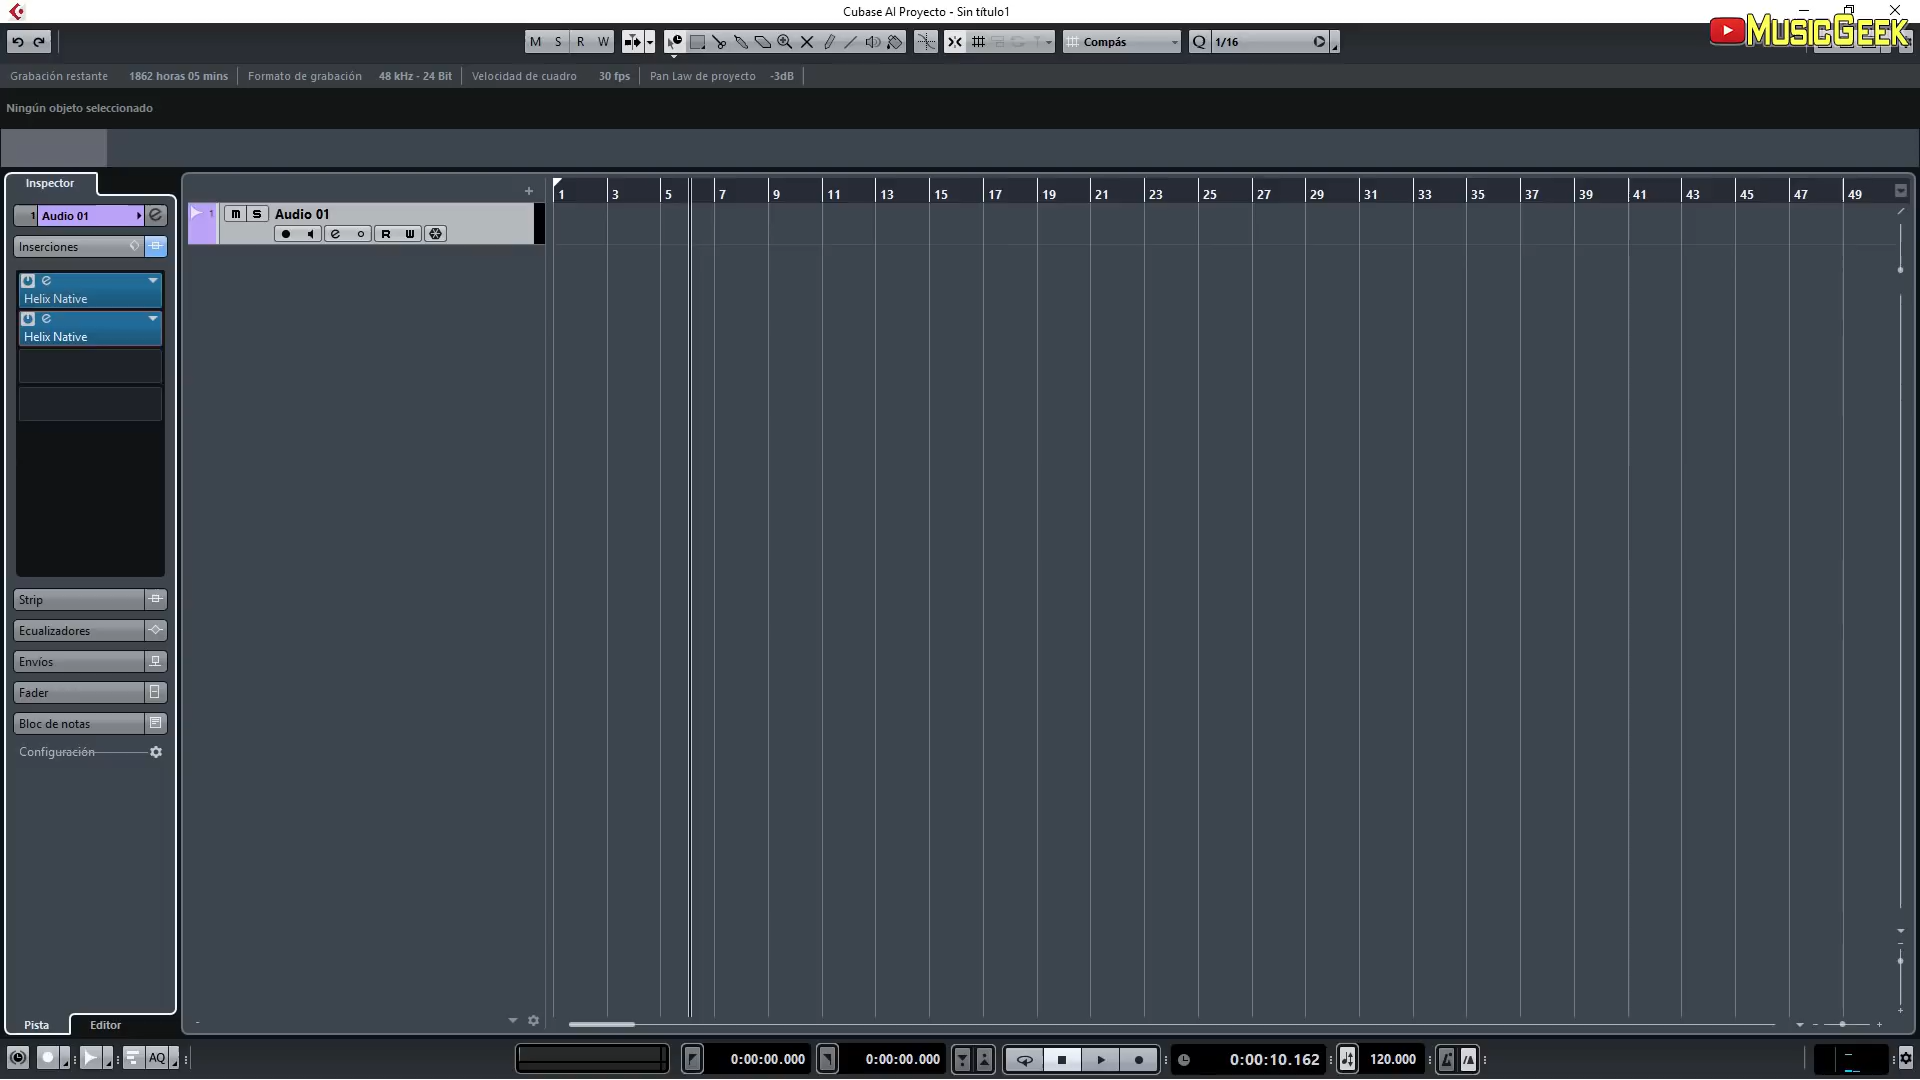 Cubase AI Proyecto - Sin título1
MusicGeek
M S R W
Compás
Q 1/16
Grabación restante 1862 horas 05 mins Formato de grabación 48 kHz - 24 Bit Velocidad de cuadro 30 fps Pan Law de proyecto -3dB
Ningún objeto seleccionado
Inspector
1 3 5 7 9 11 13 15 17 19 21 23 25 27 29 31 33 35 37 39 41 43 45 47 49
1 Audio 01
1 m s Audio 01
e R W
Inserciones
e
Helix Native
e
Helix Native
Strip
Ecualizadores
Envíos
Fader
Bloc de notas
Configuración
Pista Editor
AQ
0:00:00.000
0:00:00.000
0:00:10.162
120.000